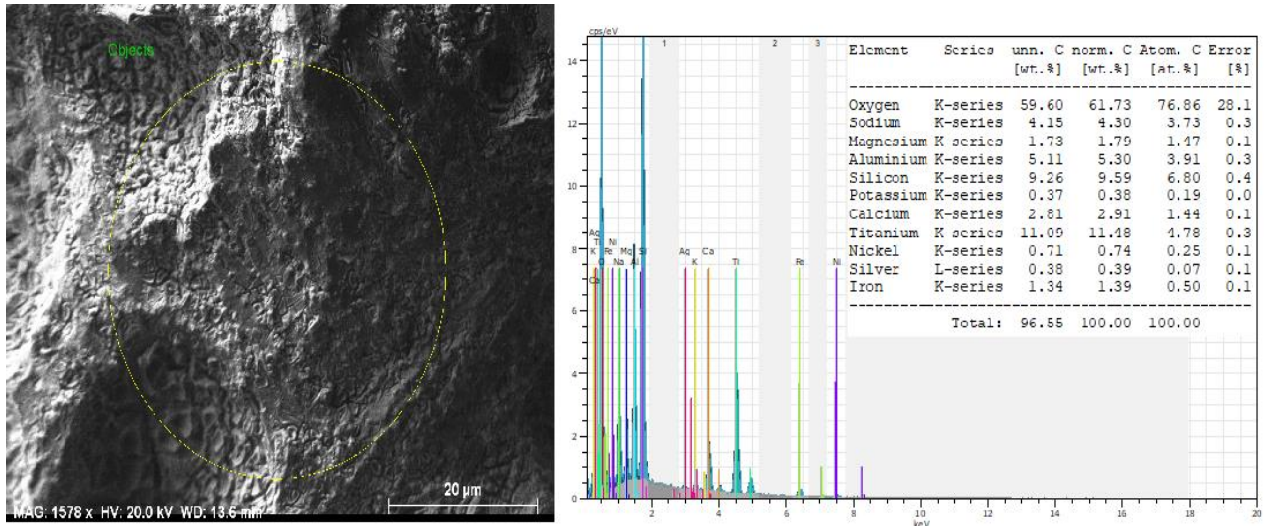 Objects
20 µm
MAG: 1578 x HV: 20.0 kV WD: 13.6 mm
cps/eV
1 2 3
14
12
10
8
6
4
2
0
Ag
Ti Ni
K Fe Mg Si Ag Ca
O Na Al K Ti Fe Ni
Ca
2 4 6 8 10 12 14 16 18 20
keV
Element Series unn. C norm. C Atom. C Error
[wt.%] [wt.%] [at.%] [%]
Oxygen K-series 59.60 61.73 76.86 28.1
Sodium K-series 4.15 4.30 3.73 0.3
Magnesium K-series 1.73 1.79 1.47 0.1
Aluminium K-series 5.11 5.30 3.91 0.3
Silicon K-series 9.26 9.59 6.80 0.4
Potassium K-series 0.37 0.38 0.19 0.0
Calcium K-series 2.81 2.91 1.44 0.1
Titanium K-series 11.09 11.48 4.78 0.3
Nickel K-series 0.71 0.74 0.25 0.1
Silver L-series 0.38 0.39 0.07 0.1
Iron K-series 1.34 1.39 0.50 0.1
Total: 96.55 100.00 100.00